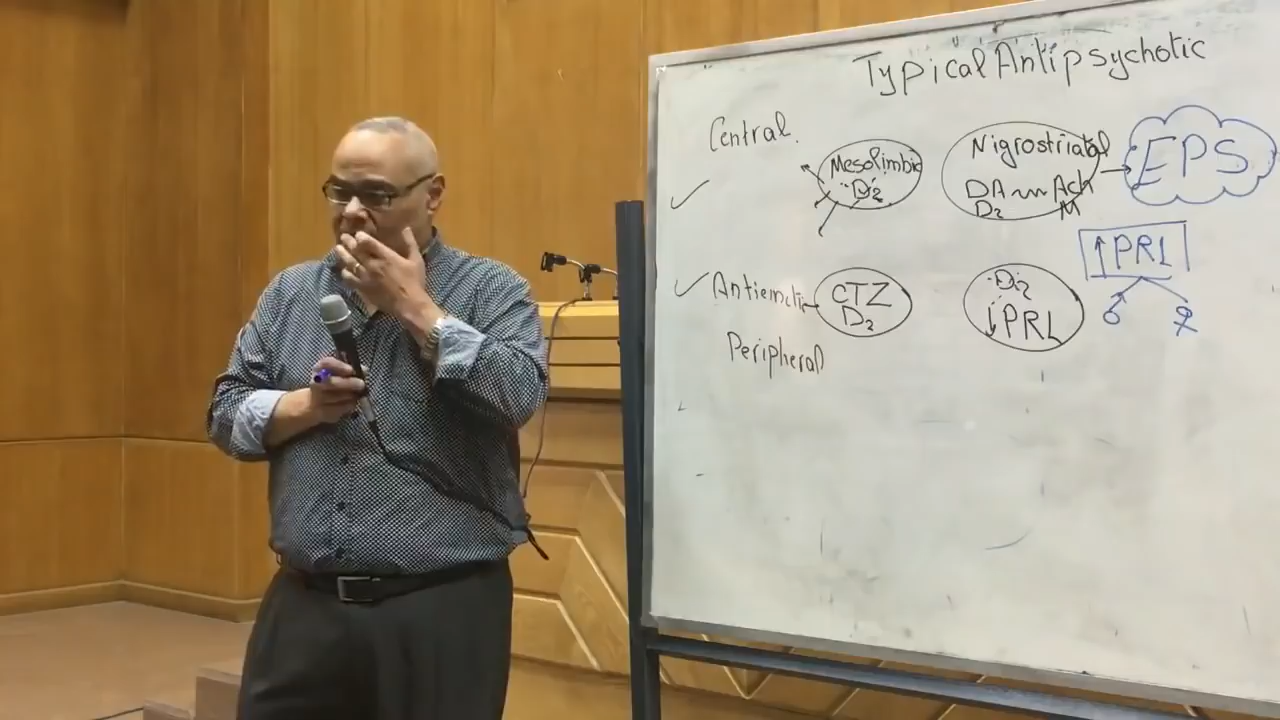 Typical Antipsychotic
Central.
Mesolimbic
D2
Nigrostriatal
DA Ach
D2 M
EPS
↑PRL
♂ ♀
✓
✓ Antiemetic
CTZ
D2
D2
↓PRL
Peripheral